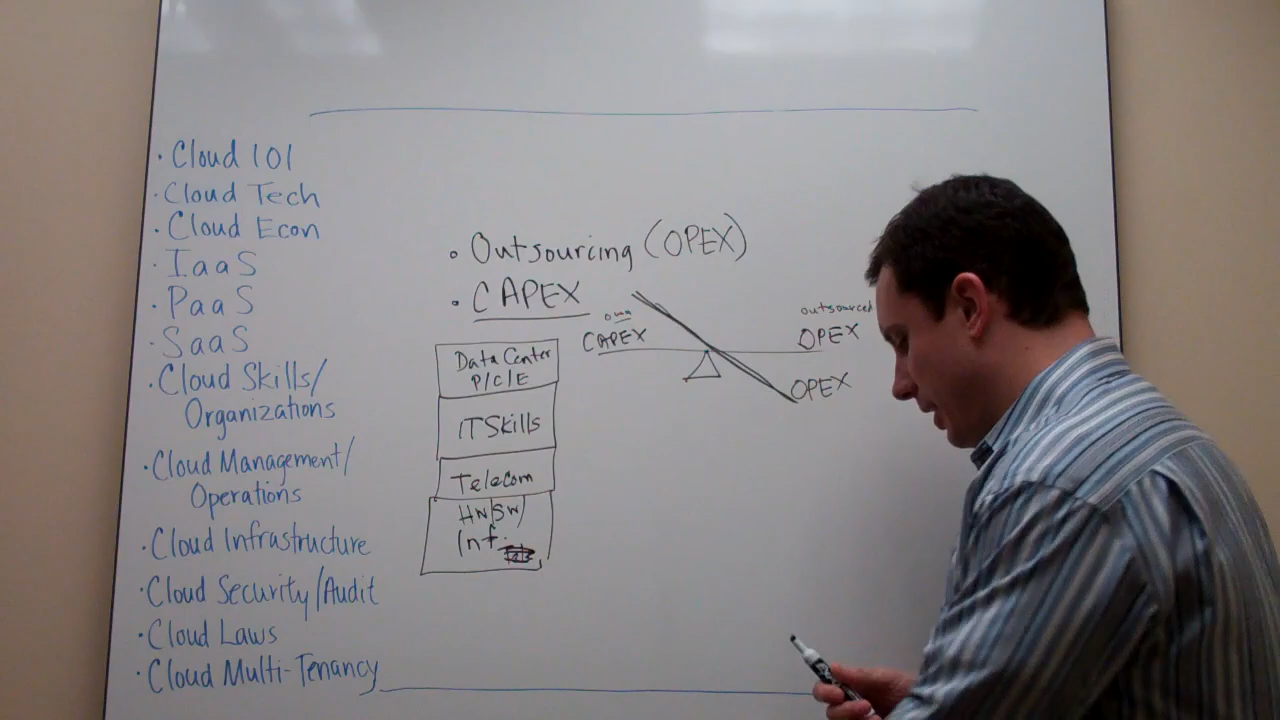 · Cloud 101
· Cloud Tech
· Cloud Econ
· IaaS
· PaaS
· SaaS
· Cloud Skills/
Organizations
· Cloud Management/
Operations
· Cloud Infrastructure
· Cloud Security/Audit
· Cloud Laws
· Cloud Multi-Tenancy
• Outsourcing (OPEX)
• CAPEX
Data Center
P/C/E
IT Skills
Telecom
HW/SW/
Inf.
own
CAPEX
outsourced
OPEX
OPEX